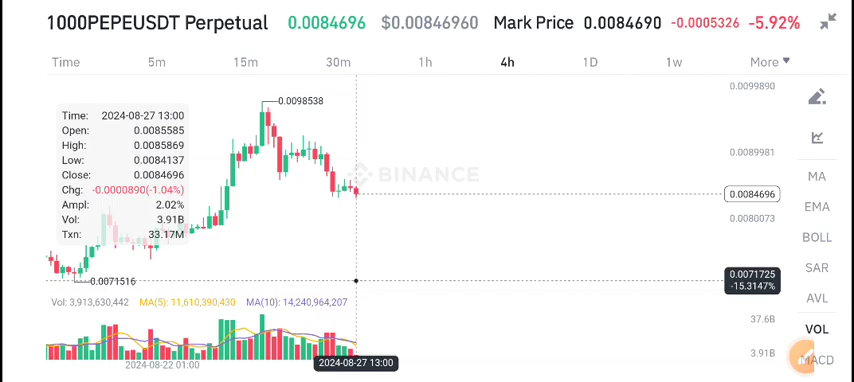 1000PEPEUSDT Perpetual 0.0084696 $0.00846960 Mark Price 0.0084690 -0.0005326 -5.92%
Time 5m 15m 30m 1h 4h 1D 1w More
0.0099890
0.0098538
Time: 2024-08-27 13:00
Open: 0.0085585
High: 0.0085869
Low: 0.0084137
Close: 0.0084696
Chg: -0.0000890(-1.04%)
Ampl: 2.02%
Vol: 3.91B
Txn: 33.17M
0.0089981
BINANCE
0.0084696
0.0080073
0.0071725
-15.3147%
0.0071516
Vol: 3,913,630,442 MA(5): 11,610,390,430 MA(10): 14,240,964,207
37.6B
3.91B
2024-08-22 01:00
2024-08-27 13:00
MA
EMA
BOLL
SAR
AVL
VOL
MACD